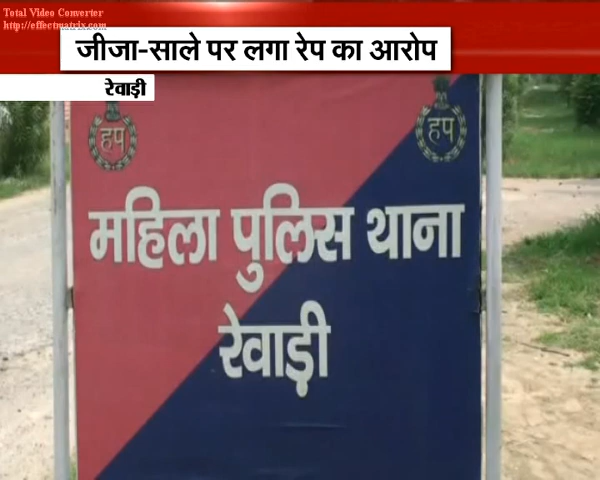 Total Video Converter
http://effectmatrix.com
जीजा-साले पर लगा रेप का आरोप
रेवाड़ी
हप हप
महिला पुलिस थाना
रेवाड़ी